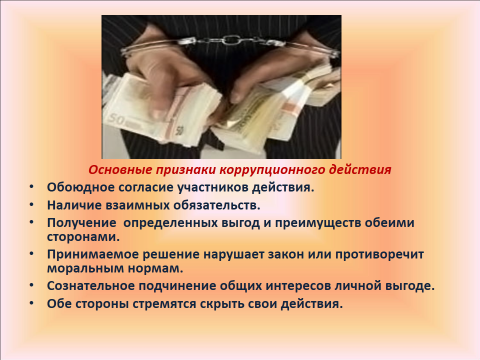 50
Основные признаки коррупционного действия
• Обоюдное согласие участников действия.
• Наличие взаимных обязательств.
• Получение определенных выгод и преимуществ обеими
сторонами.
• Принимаемое решение нарушает закон или противоречит
моральным нормам.
• Сознательное подчинение общих интересов личной выгоде.
• Обе стороны стремятся скрыть свои действия.